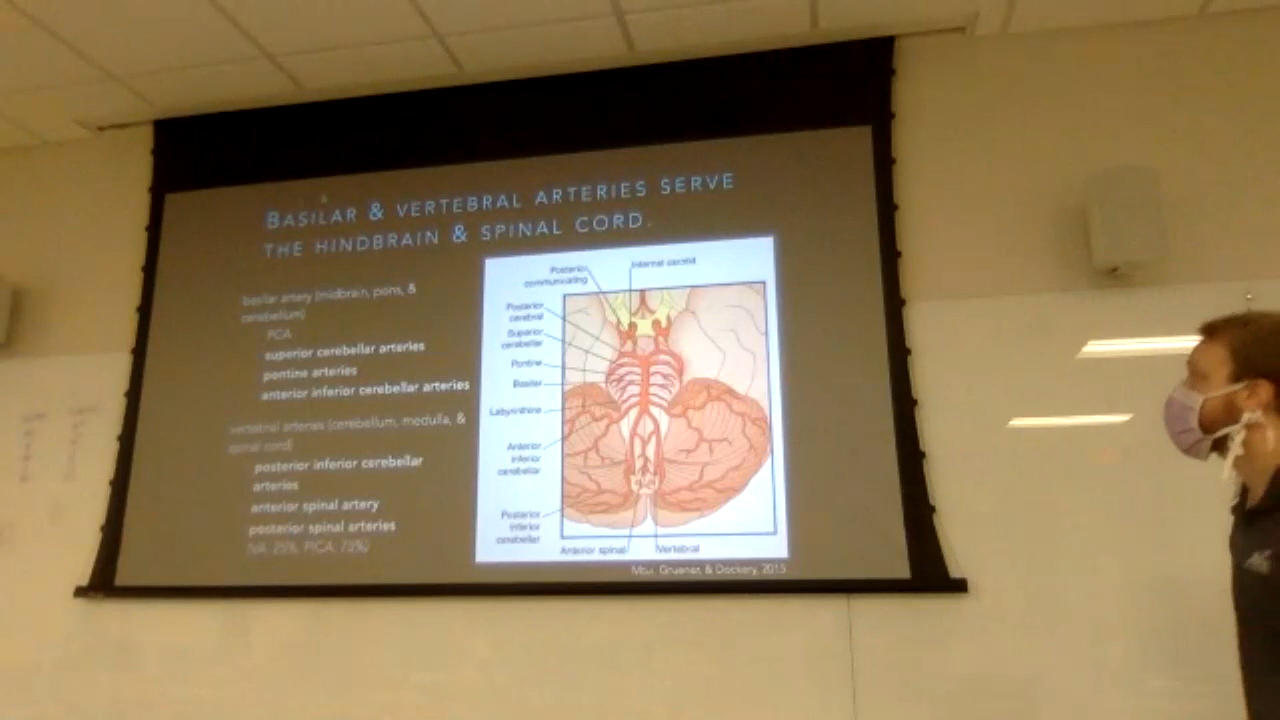 BASILAR & VERTEBRAL ARTERIES SERVE
THE HINDBRAIN & SPINAL CORD.
basilar artery (midbrain, pons, &
cerebellum)
PCA
superior cerebellar arteries
pontine arteries
anterior inferior cerebellar arteries
vertebral arteries (cerebellum, medulla, &
spinal cord)
posterior inferior cerebellar
arteries
anterior spinal artery
posterior spinal arteries
(VA: 25%, PICA: 75%)
Posterior
communicating
Internal carotid
Posterior
cerebral
Superior
cerebellar
Pontine
Basilar
Labyrinthine
Anterior
inferior
cerebellar
Posterior
inferior
cerebellar
Anterior spinal
Vertebral
Mtui, Gruener, & Dockery, 2015